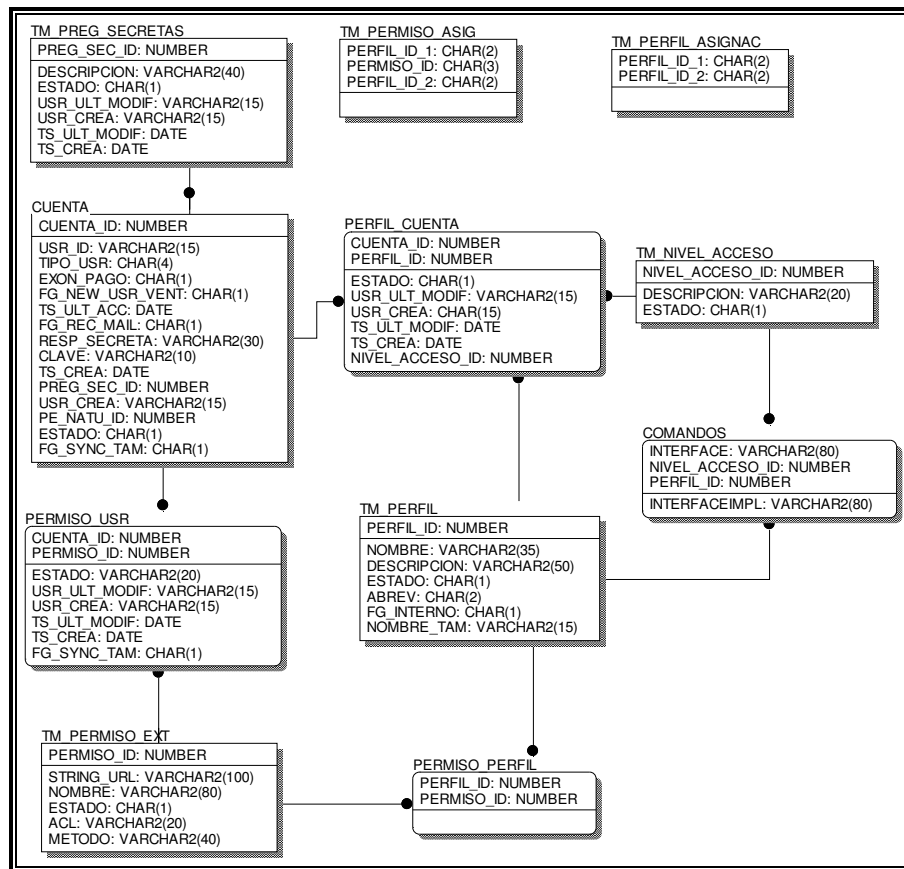 TM_PREG_SECRETAS
PREG_SEC_ID: NUMBER
DESCRIPCION: VARCHAR2(40)
ESTADO: CHAR(1)
USR_ULT_MODIF: VARCHAR2(15)
USR_CREA: VARCHAR2(15)
TS_ULT_MODIF: DATE
TS_CREA: DATE
TM_PERMISO_ASIG
PERFIL_ID_1: CHAR(2)
PERMISO_ID: CHAR(3)
PERFIL_ID_2: CHAR(2)
TM_PERFIL_ASIGNAC
PERFIL_ID_1: CHAR(2)
PERFIL_ID_2: CHAR(2)
CUENTA
CUENTA_ID: NUMBER
USR_ID: VARCHAR2(15)
TIPO_USR: CHAR(4)
EXON_PAGO: CHAR(1)
FG_NEW_USR_VENT: CHAR(1)
TS_ULT_ACC: DATE
FG_REC_MAIL: CHAR(1)
RESP_SECRETA: VARCHAR2(30)
CLAVE: VARCHAR2(10)
TS_CREA: DATE
PREG_SEC_ID: NUMBER
USR_CREA: VARCHAR2(15)
PE_NATU_ID: NUMBER
ESTADO: CHAR(1)
FG_SYNC_TAM: CHAR(1)
PERFIL_CUENTA
CUENTA_ID: NUMBER
PERFIL_ID: NUMBER
ESTADO: CHAR(1)
USR_ULT_MODIF: VARCHAR2(15)
USR_CREA: CHAR(15)
TS_ULT_MODIF: DATE
TS_CREA: DATE
NIVEL_ACCESO_ID: NUMBER
TM_NIVEL_ACCESO
NIVEL_ACCESO_ID: NUMBER
DESCRIPCION: VARCHAR2(20)
ESTADO: CHAR(1)
COMANDOS
INTERFACE: VARCHAR2(80)
NIVEL_ACCESO_ID: NUMBER
PERFIL_ID: NUMBER
INTERFACEIMPL: VARCHAR2(80)
PERMISO_USR
CUENTA_ID: NUMBER
PERMISO_ID: NUMBER
ESTADO: VARCHAR2(20)
USR_ULT_MODIF: VARCHAR2(15)
USR_CREA: VARCHAR2(15)
TS_ULT_MODIF: DATE
TS_CREA: DATE
FG_SYNC_TAM: CHAR(1)
TM_PERFIL
PERFIL_ID: NUMBER
NOMBRE: VARCHAR2(35)
DESCRIPCION: VARCHAR2(50)
ESTADO: CHAR(1)
ABREV: CHAR(2)
FG_INTERNO: CHAR(1)
NOMBRE_TAM: VARCHAR2(15)
TM_PERMISO_EXT
PERMISO_ID: NUMBER
STRING_URL: VARCHAR2(100)
NOMBRE: VARCHAR2(80)
ESTADO: CHAR(1)
ACL: VARCHAR2(20)
METODO: VARCHAR2(40)
PERMISO_PERFIL
PERFIL_ID: NUMBER
PERMISO_ID: NUMBER